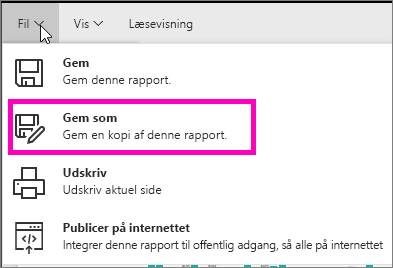 Fil Vis Læsevisning
Gem
Gem denne rapport.
Gem som
Gem en kopi af denne rapport.
Udskriv
Udskriv aktuel side
Publicer på internettet
Integrer denne rapport til offentlig adgang, så alle på internettet